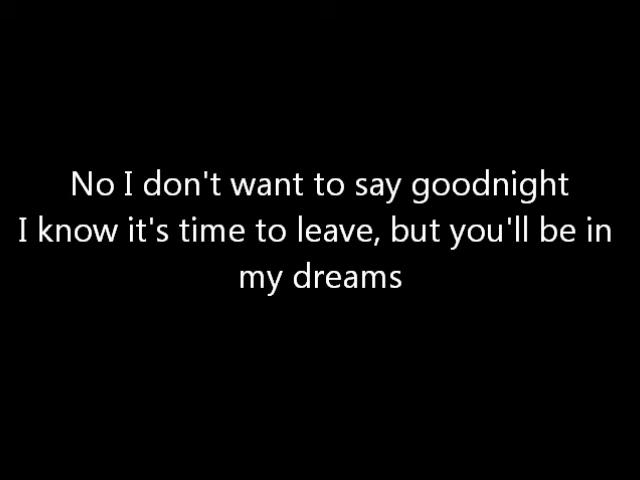 No I don't want to say goodnight
I know it's time to leave, but you'll be in
my dreams